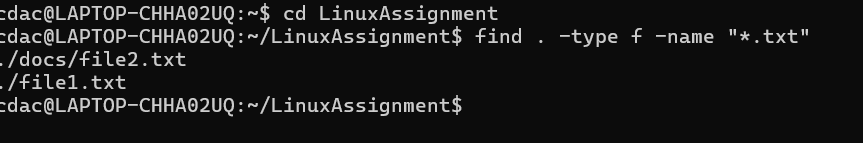 cdac@LAPTOP-CHHA02UQ:~$ cd LinuxAssignment
cdac@LAPTOP-CHHA02UQ:~/LinuxAssignment$ find . -type f -name "*.txt"
./docs/file2.txt
./file1.txt
cdac@LAPTOP-CHHA02UQ:~/LinuxAssignment$